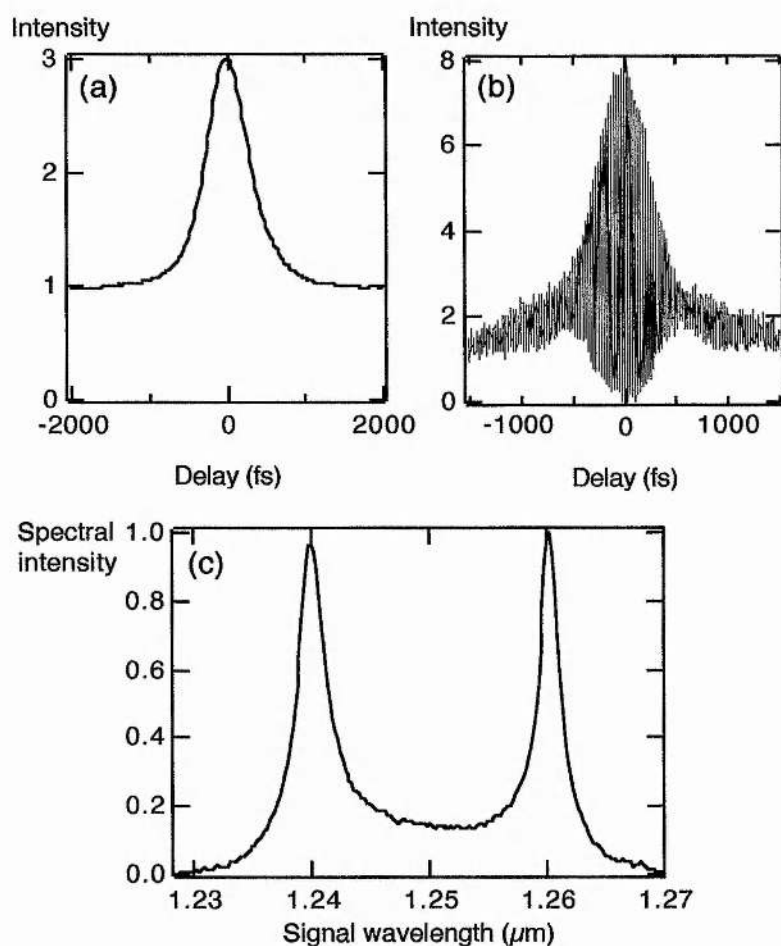 Intensity
3
(a)
2
1
0
-2000
0
2000
Delay (fs)
Intensity
8
(b)
6
4
2
0
-1000
0
1000
Delay (fs)
Spectral
intensity
1.0
(c)
0.8
0.6
0.4
0.2
0.0
1.23
1.24
1.25
1.26
1.27
Signal wavelength (µm)